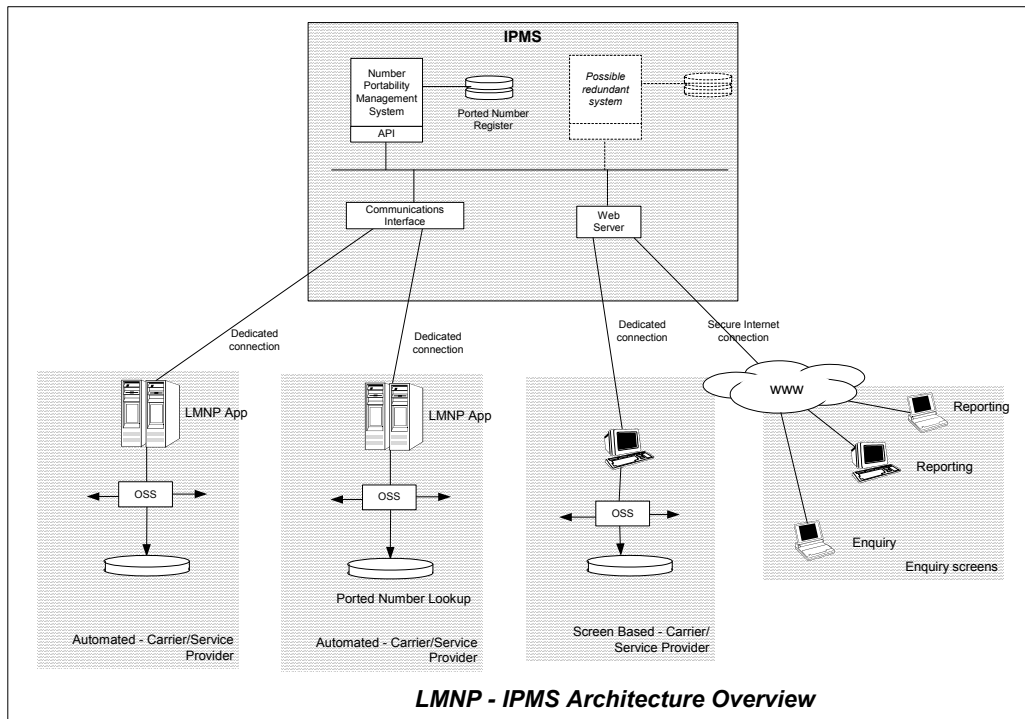 IPMS
Number
Portability
Management
System
API
Ported Number
Register
Possible
redundant
system
Communications
Interface
Web
Server
Dedicated
connection
Dedicated
connection
Dedicated
connection
Secure Internet
connection
LMNP App
OSS
Automated - Carrier/Service
Provider
LMNP App
OSS
Ported Number Lookup
Automated - Carrier/Service
Provider
OSS
Screen Based - Carrier/
Service Provider
WWW
Reporting
Reporting
Enquiry
Enquiry screens
LMNP - IPMS Architecture Overview